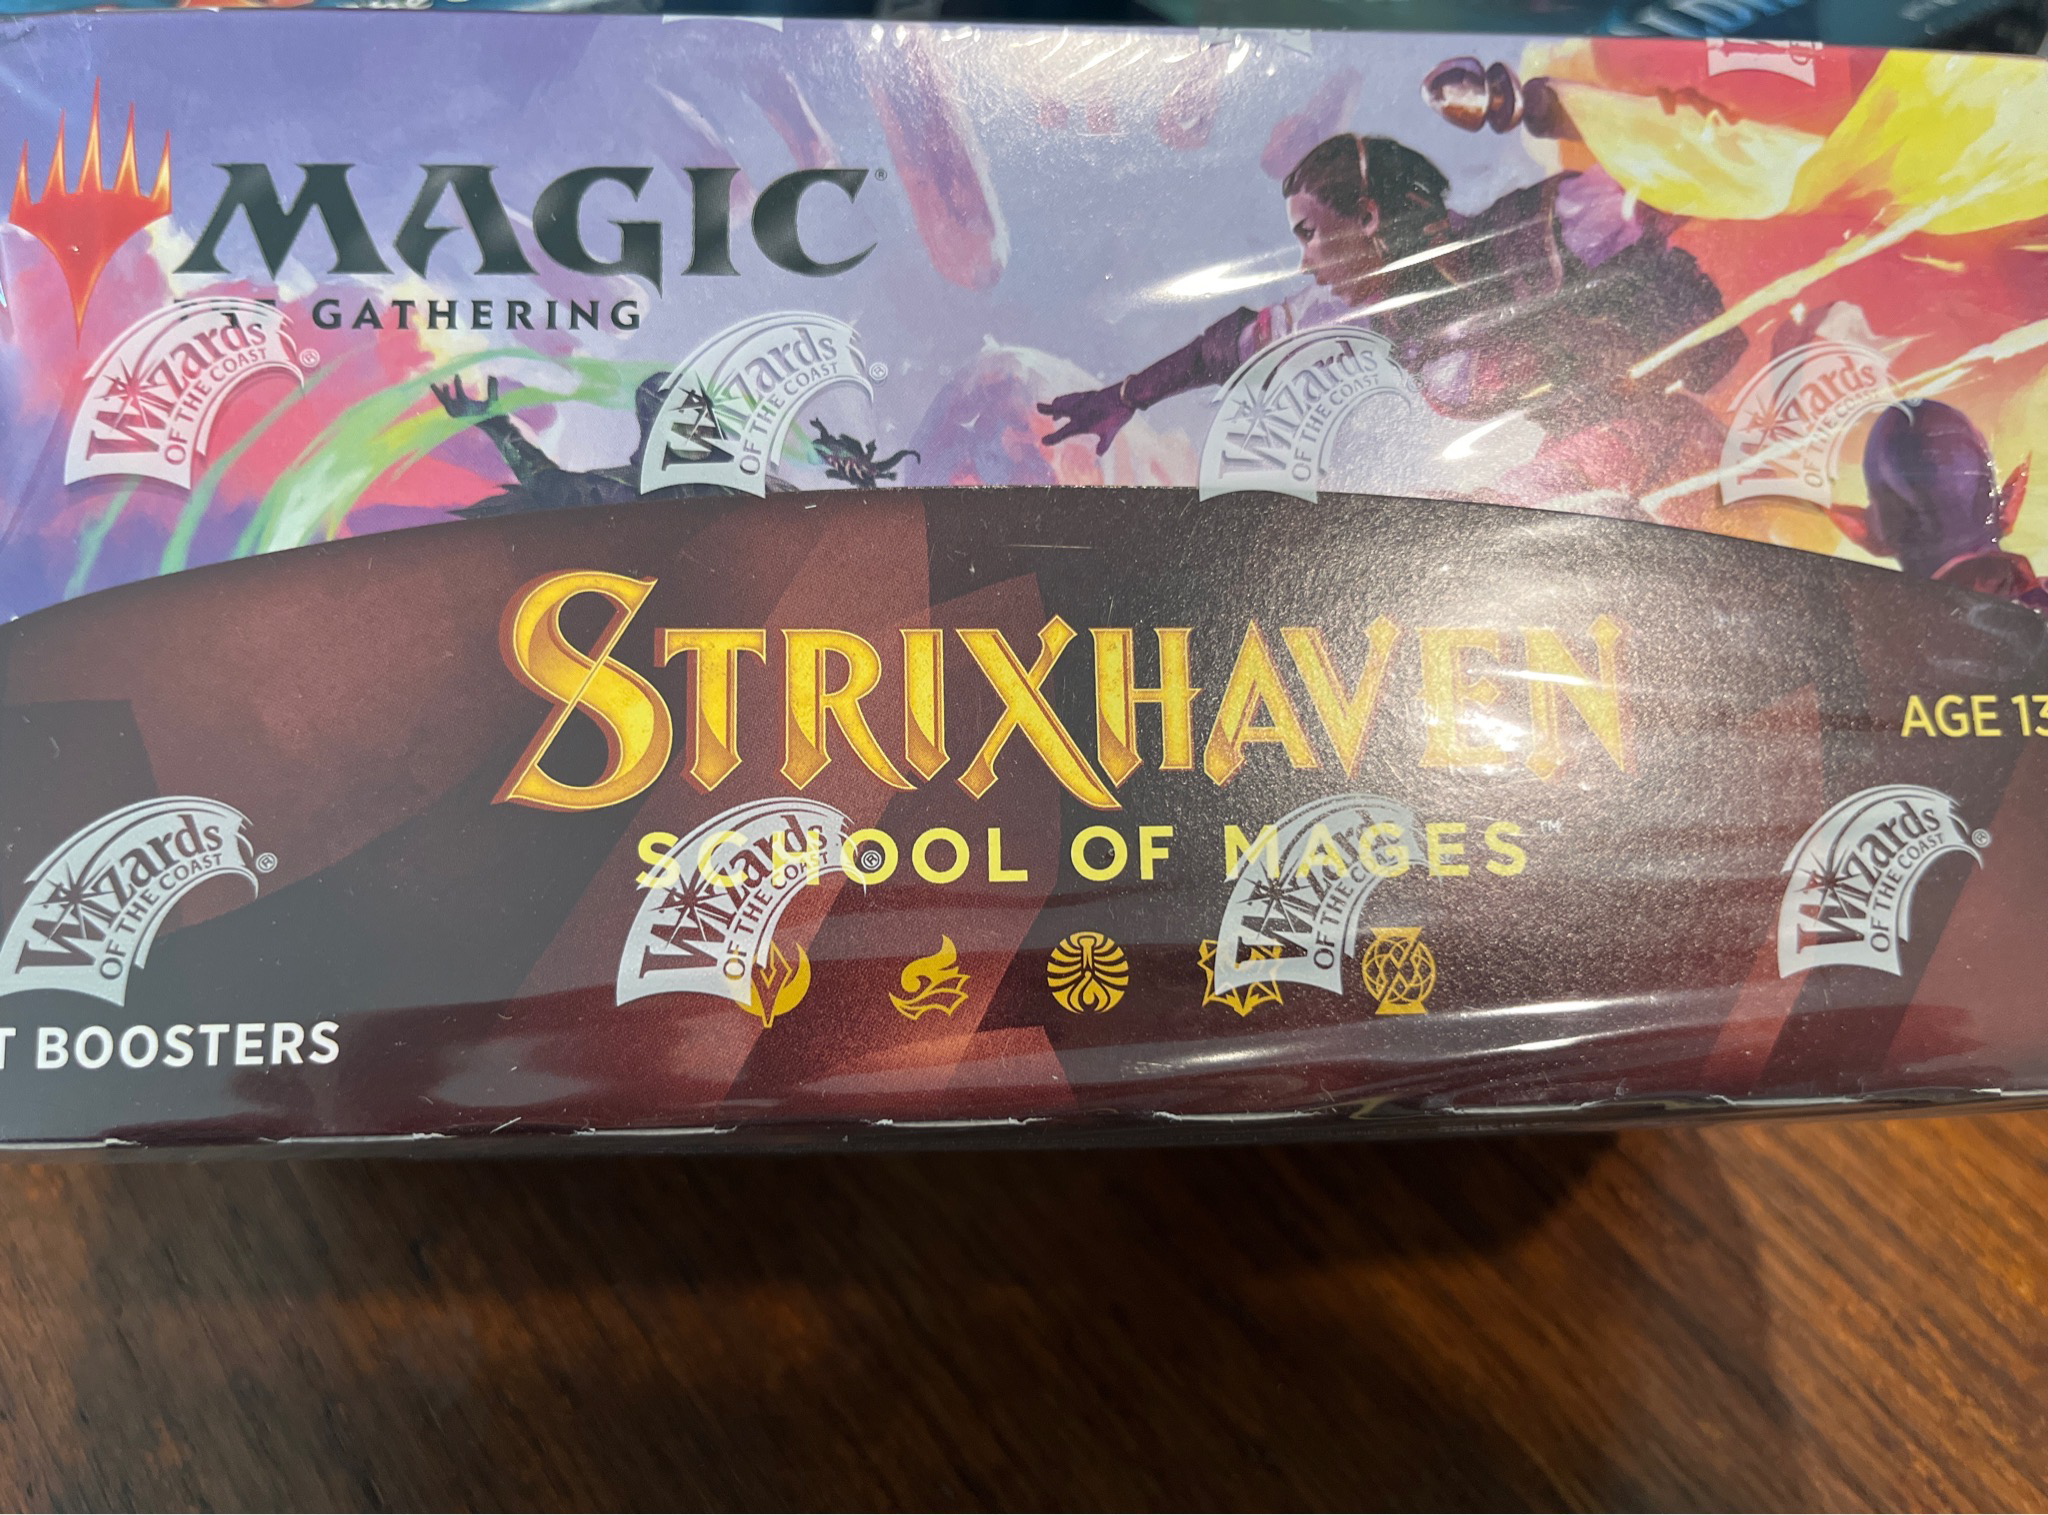 MAGIC®
THE GATHERING
Wizards OF THE COAST®
Wizards OF THE COAST®
Wizards OF THE COAST
Wizards OF THE COAST
STRIXHAVEN
AGE 13
SCHOOL OF MAGES™
Wizards OF THE COAST®
Wizards OF THE COAST®
Wizards OF THE COAST
Wizards OF THE COAST®
T BOOSTERS